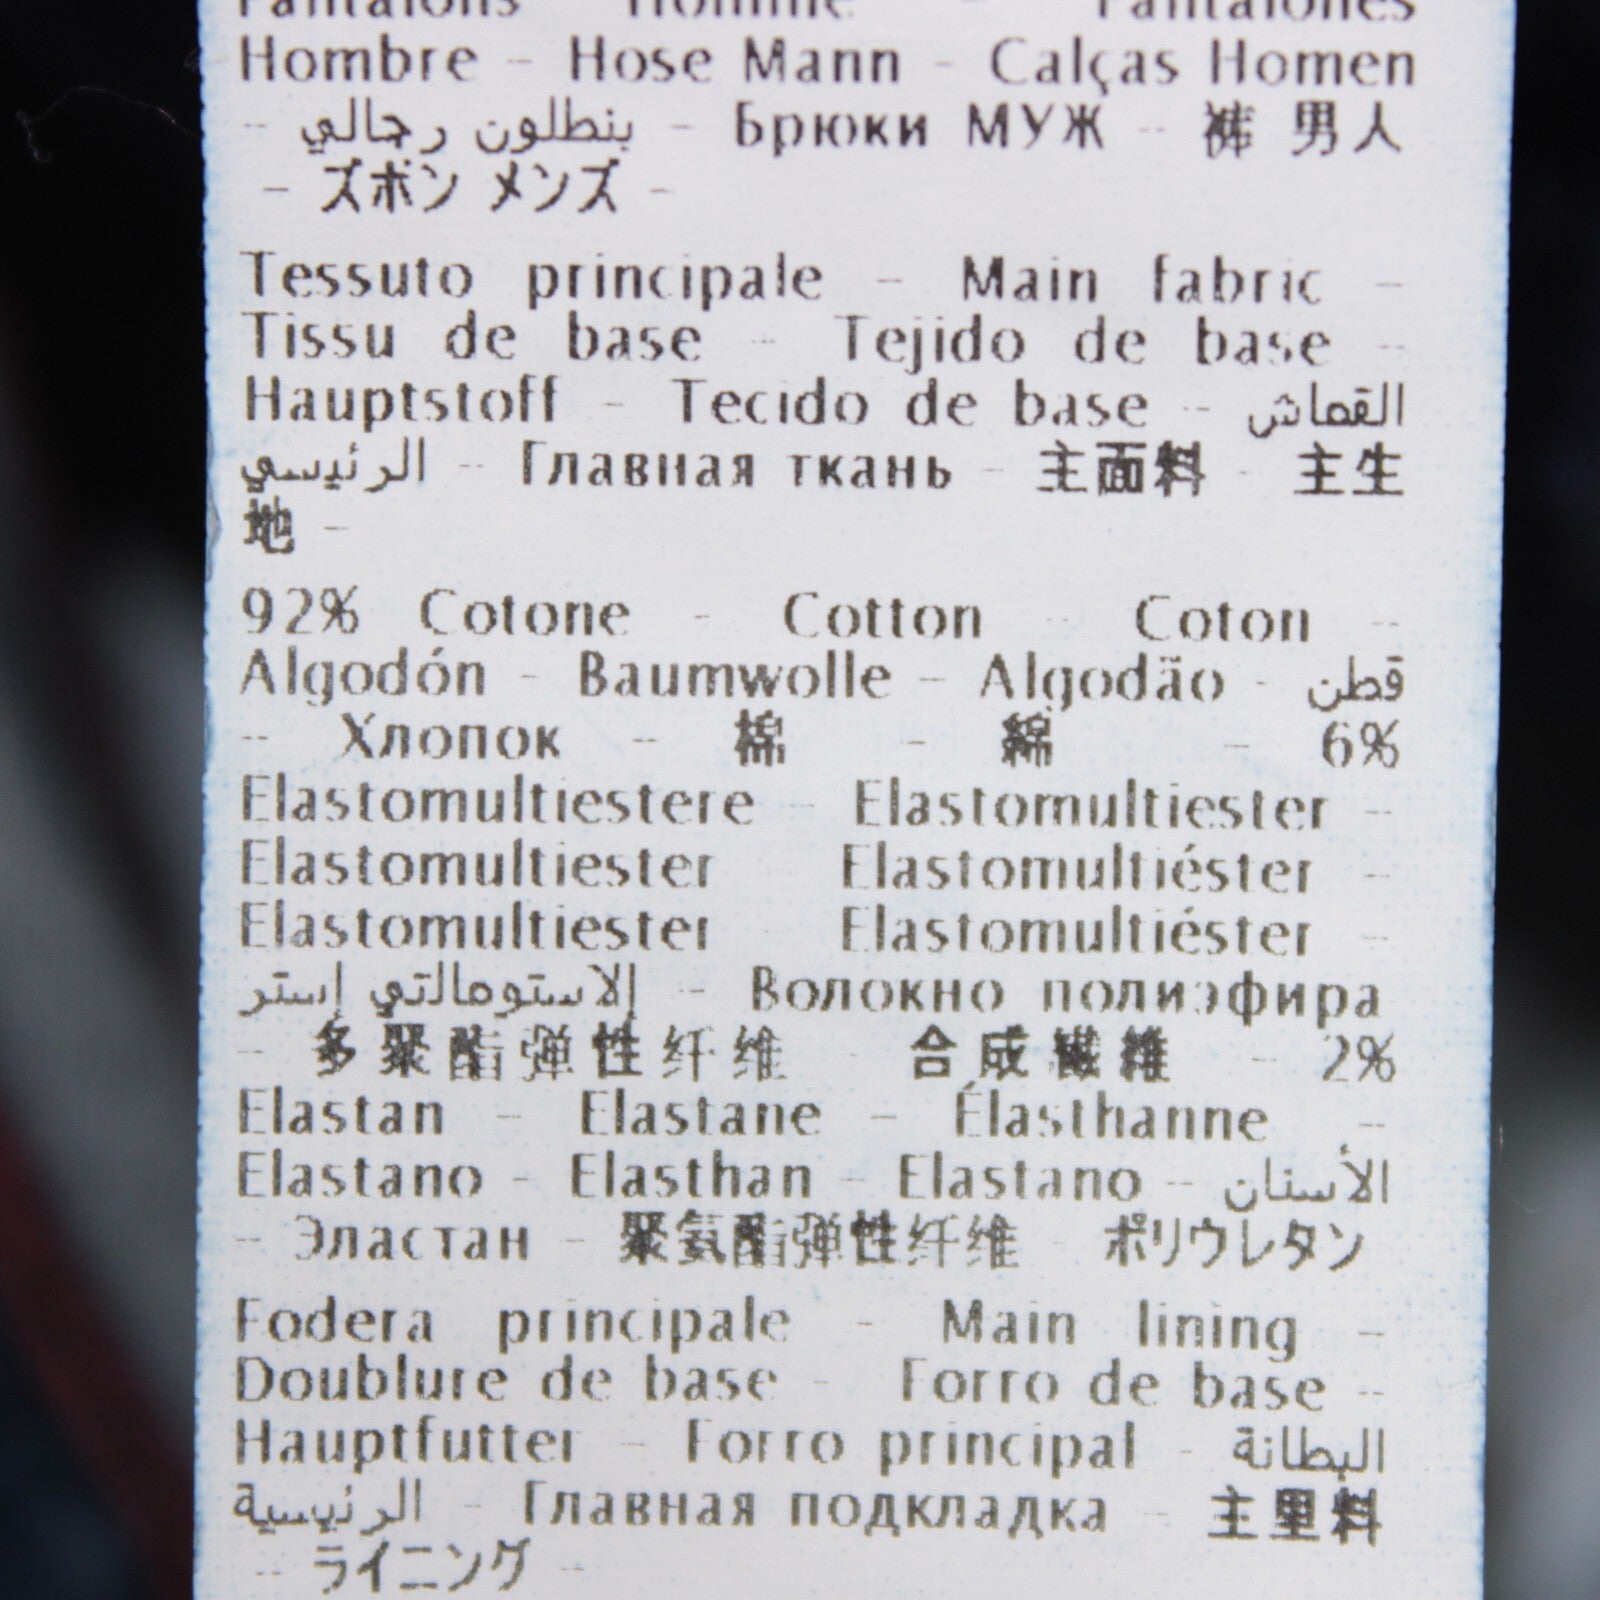 Pantalons Homme - Pantalones
Hombre - Hose Mann - Calças Homen
- بنطلون رجالي - Брюки МУЖ - 裤 男人
- ズボン メンズ -
Tessuto principale - Main fabric -
Tissu de base - Tejido de base -
Hauptstoff - Tecido de base - القماش
الرئيسي - Главная ткань - 主面料 - 主生
地 -
92% Cotone - Cotton - Coton -
Algodón - Baumwolle - Algodão - قطن
- Хлопок - 棉 - 綿 - 6%
Elastomultiestere - Elastomultiester -
Elastomultiester Elastomultiéster -
Elastomultiester - Elastomultiéster -
إلاستومالتي إستر - Волокно полиэфира
- 多聚酯弹性纤维 - 合成繊維 - 2%
Elastan - Elastane - Élasthanne -
Elastano - Elasthan - Elastano - الأسنان
- Эластан - 聚氨酯弹性纤维 - ポリウレタン
Fodera principale - Main lining -
Doublure de base - Forro de base -
Hauptfutter - Forro principal - البطانة
الرئيسية - Главная подкладка - 主里料
- ライニング -